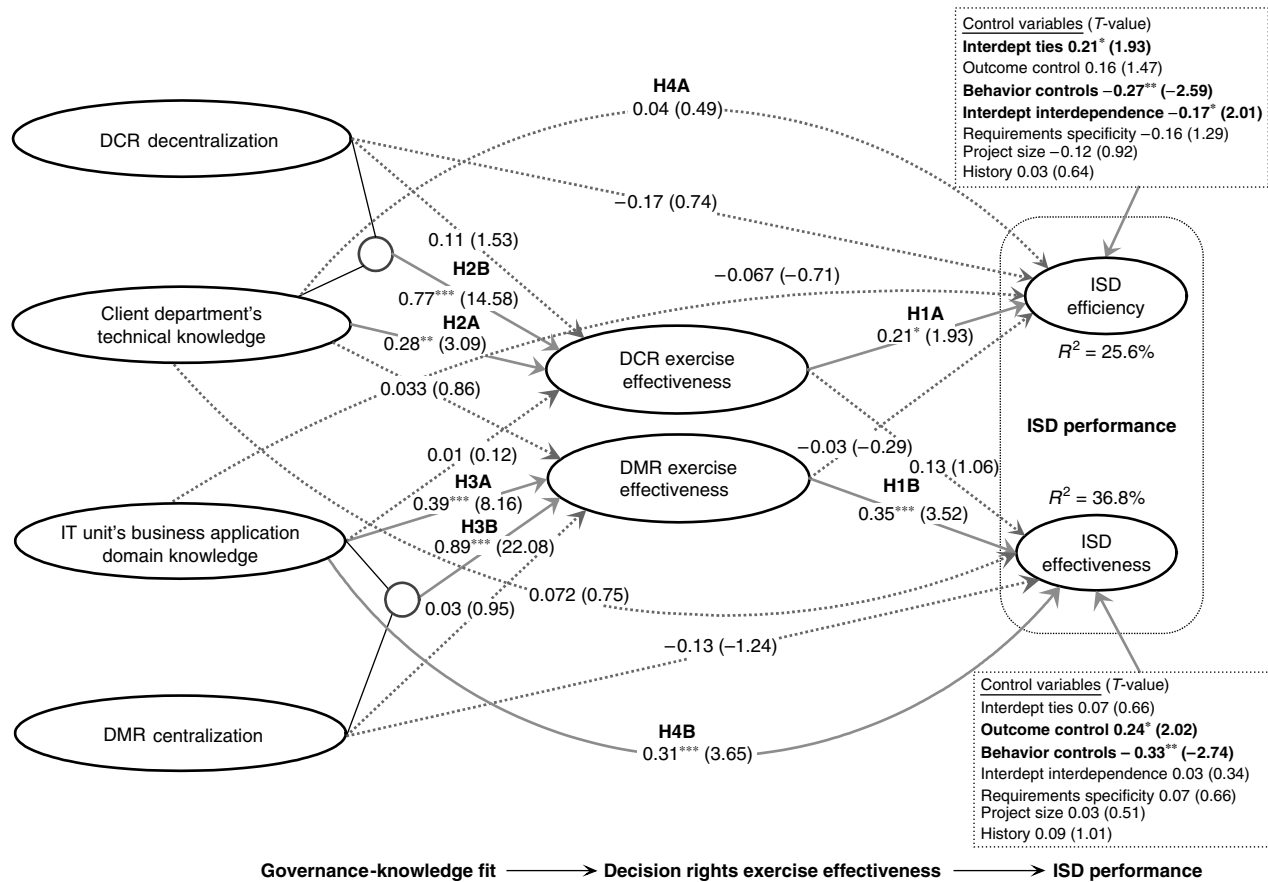 Control variables (T-value)
Interdept ties 0.21* (1.93)
Outcome control 0.16 (1.47)
Behavior controls −0.27** (−2.59)
Interdept interdependence −0.17* (2.01)
Requirements specificity −0.16 (1.29)
Project size −0.12 (0.92)
History 0.03 (0.64)
H4A
0.04 (0.49)
DCR decentralization
−0.17 (0.74)
0.11 (1.53)
H2B
0.77*** (14.58)
−0.067 (−0.71)
Client department's
technical knowledge
H2A
0.28** (3.09)
H1A
0.21* (1.93)
ISD
efficiency
R² = 25.6%
DCR exercise
effectiveness
0.033 (0.86)
ISD performance
0.01 (0.12)
−0.03 (−0.29)
0.13 (1.06)
DMR exercise
effectiveness
H3A
0.39*** (8.16)
H1B
0.35*** (3.52)
R² = 36.8%
IT unit's business application
domain knowledge
H3B
0.89*** (22.08)
ISD
effectiveness
0.03 (0.95)
0.072 (0.75)
−0.13 (−1.24)
DMR centralization
H4B
0.31*** (3.65)
Control variables (T-value)
Interdept ties 0.07 (0.66)
Outcome control 0.24* (2.02)
Behavior controls − 0.33** (−2.74)
Interdept interdependence 0.03 (0.34)
Requirements specificity 0.07 (0.66)
Project size 0.03 (0.51)
History 0.09 (1.01)
Governance-knowledge fit → Decision rights exercise effectiveness → ISD performance